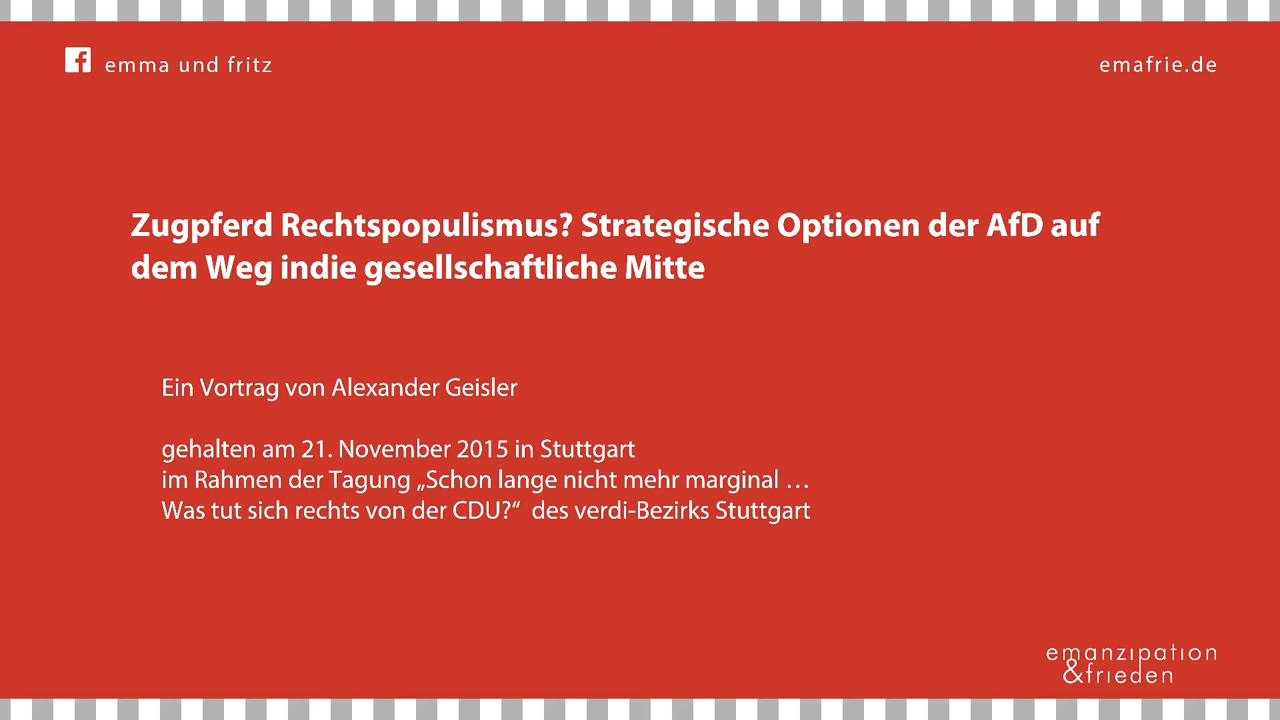 emma und fritz
emafrie.de
Zugpferd Rechtspopulismus? Strategische Optionen der AfD auf
dem Weg indie gesellschaftliche Mitte
Ein Vortrag von Alexander Geisler
gehalten am 21. November 2015 in Stuttgart
im Rahmen der Tagung „Schon lange nicht mehr marginal …
Was tut sich rechts von der CDU?“ des verdi-Bezirks Stuttgart
emanzipation
&frieden